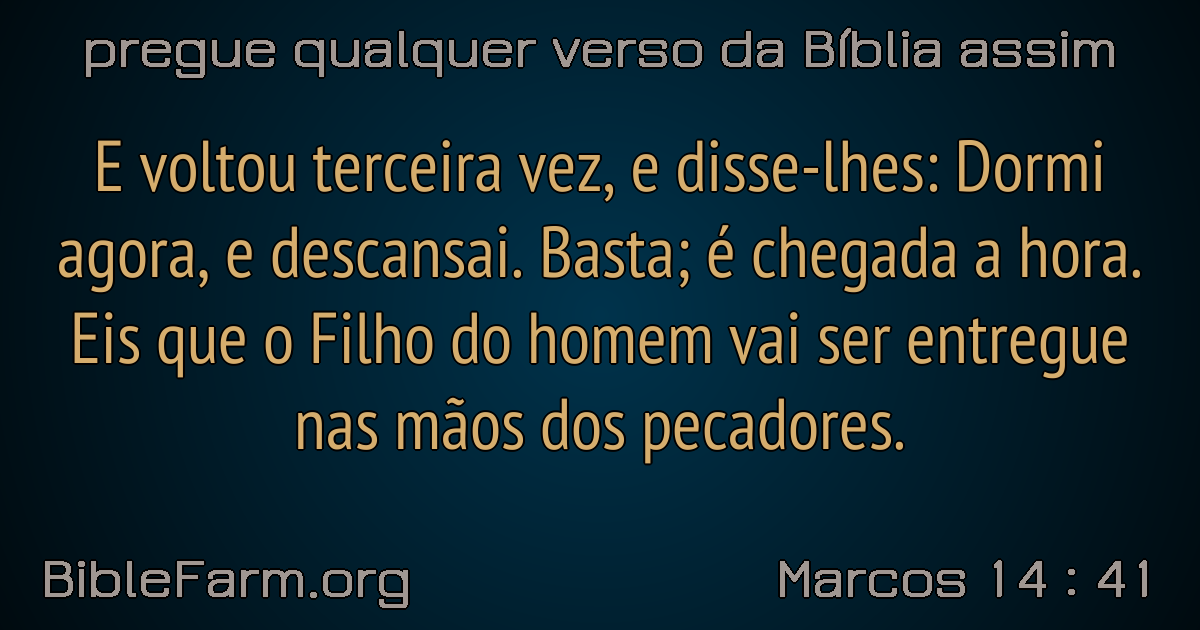 pregue qualquer verso da Bíblia assim
E voltou terceira vez, e disse-lhes: Dormi
agora, e descansai. Basta; é chegada a hora.
Eis que o Filho do homem vai ser entregue
nas mãos dos pecadores.
BibleFarm.org
Marcos 14 : 41